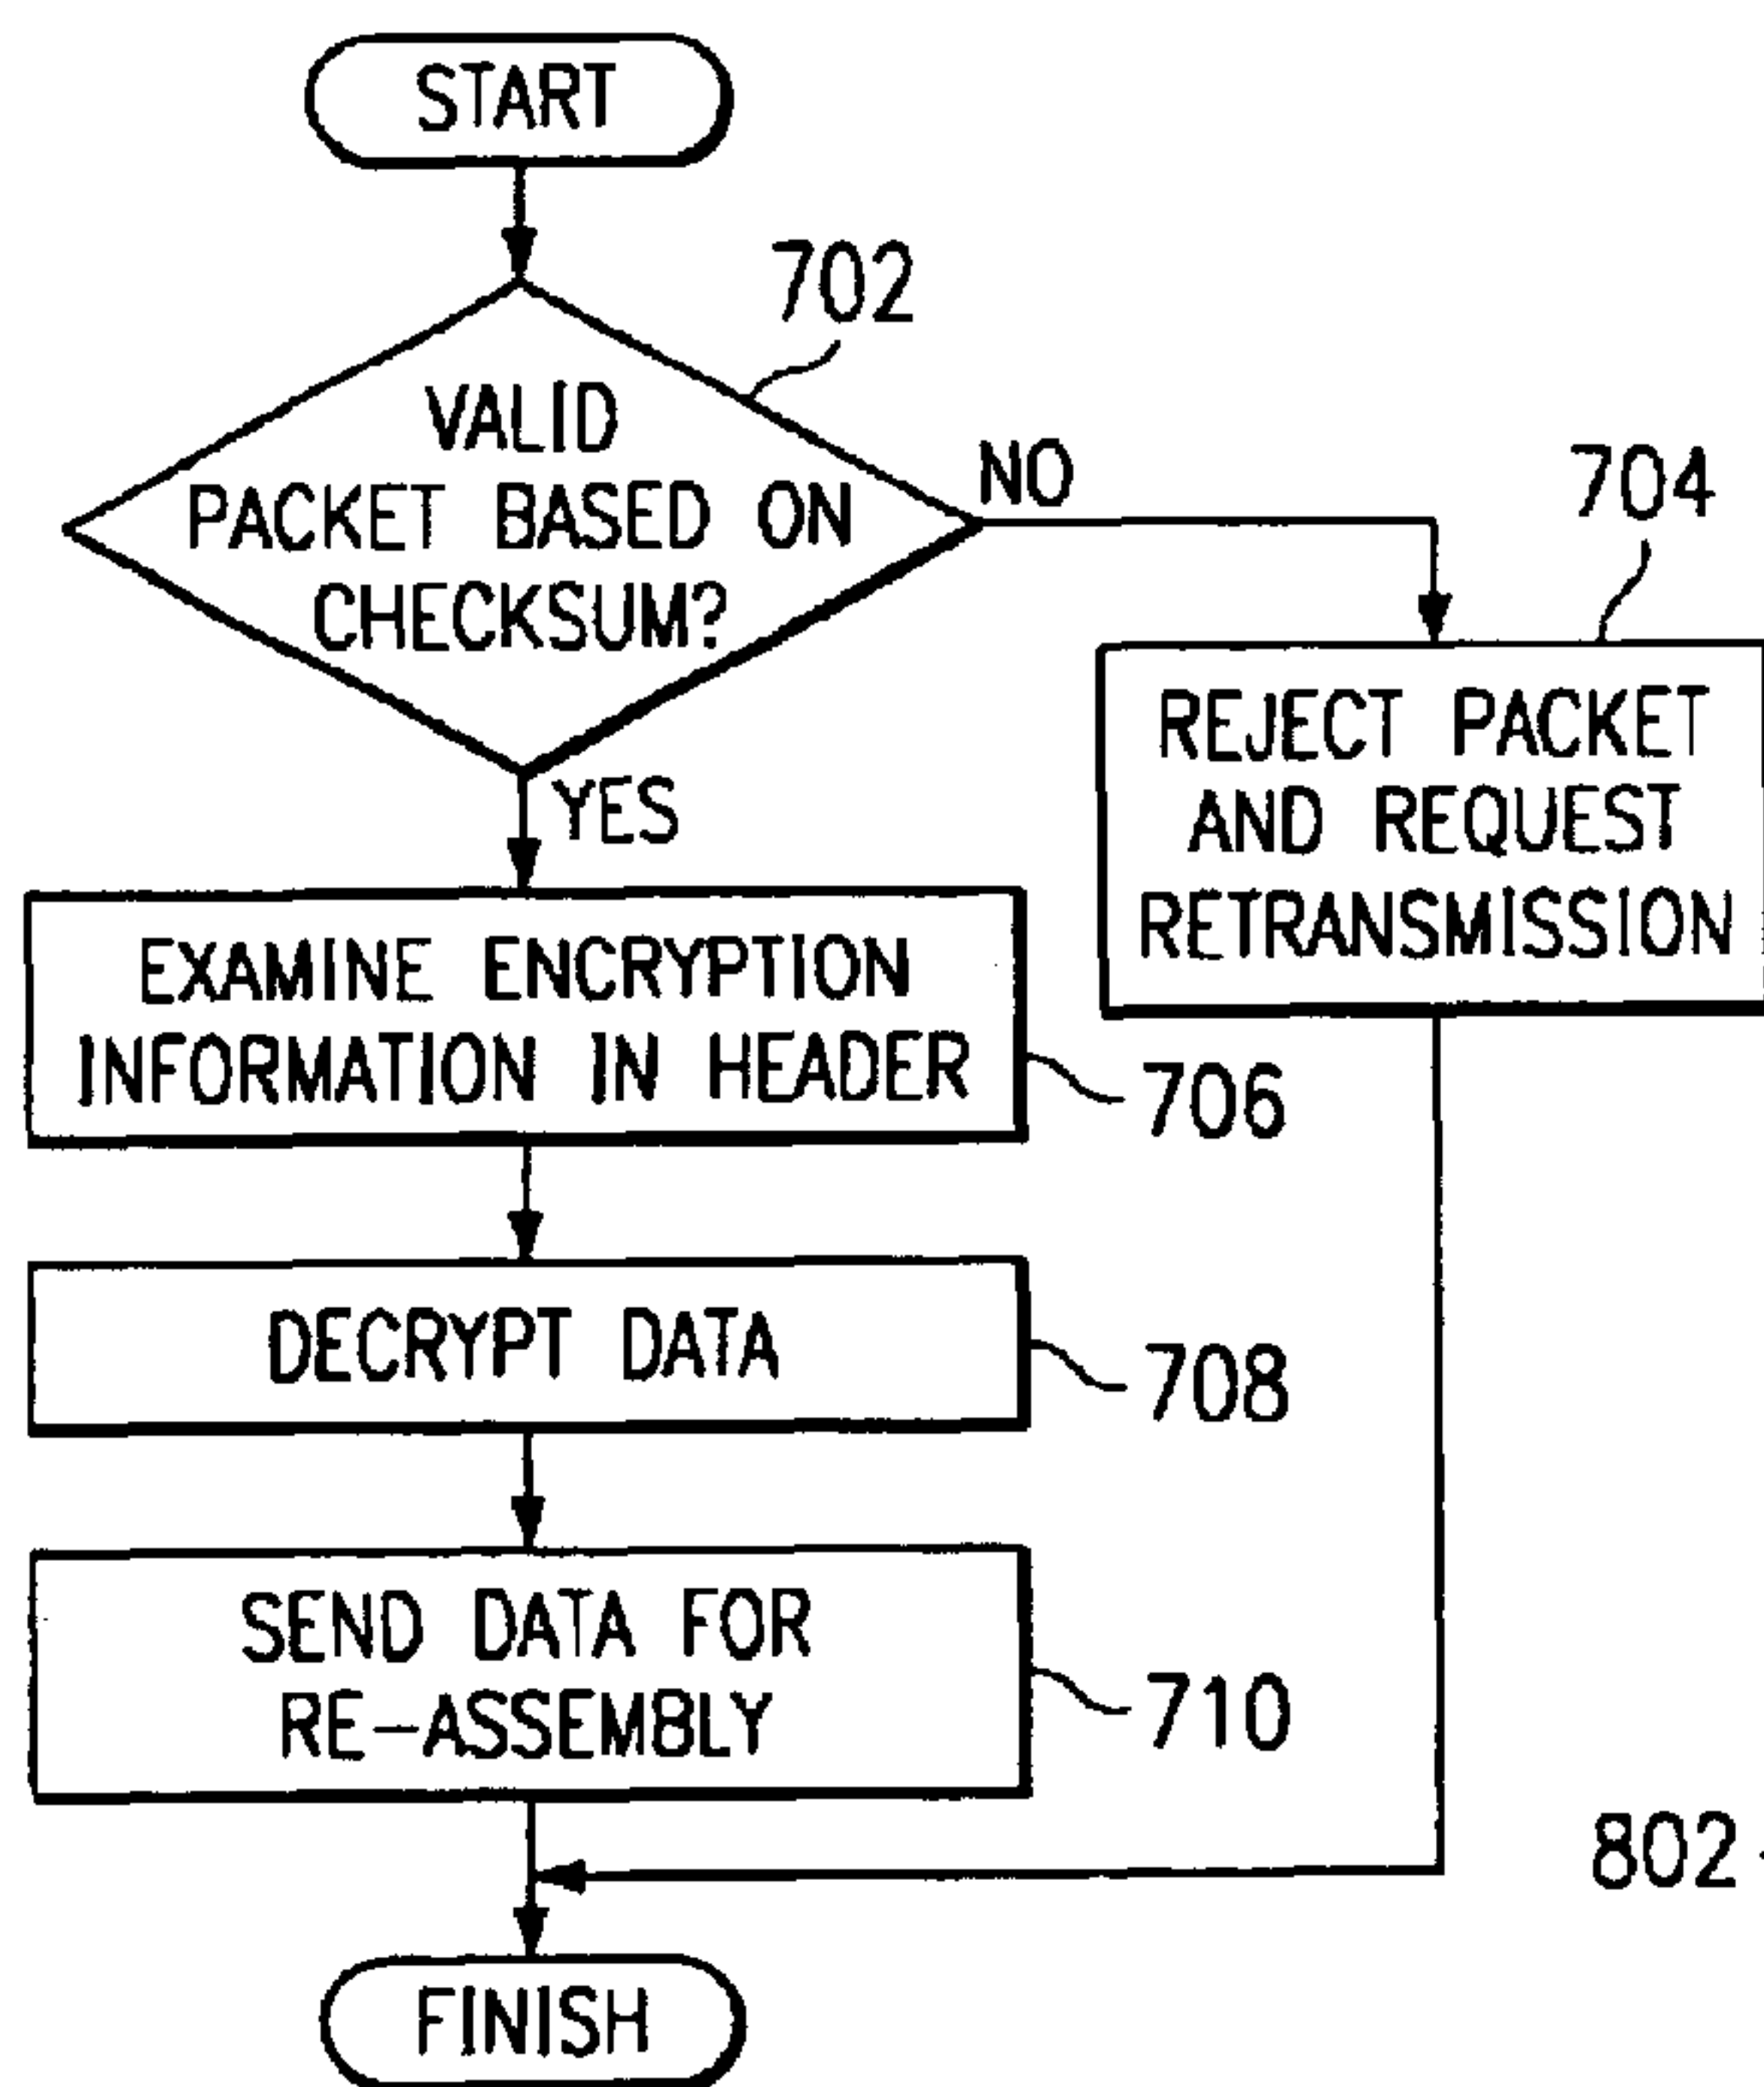 START
702
VALID
PACKET BASED ON
CHECKSUM?
NO
704
REJECT PACKET
AND REQUEST
RETRANSMISSION
YES
EXAMINE ENCRYPTION
INFORMATION IN HEADER
706
DECRYPT DATA
708
SEND DATA FOR
RE-ASSEMBLY
710
802
FINISH